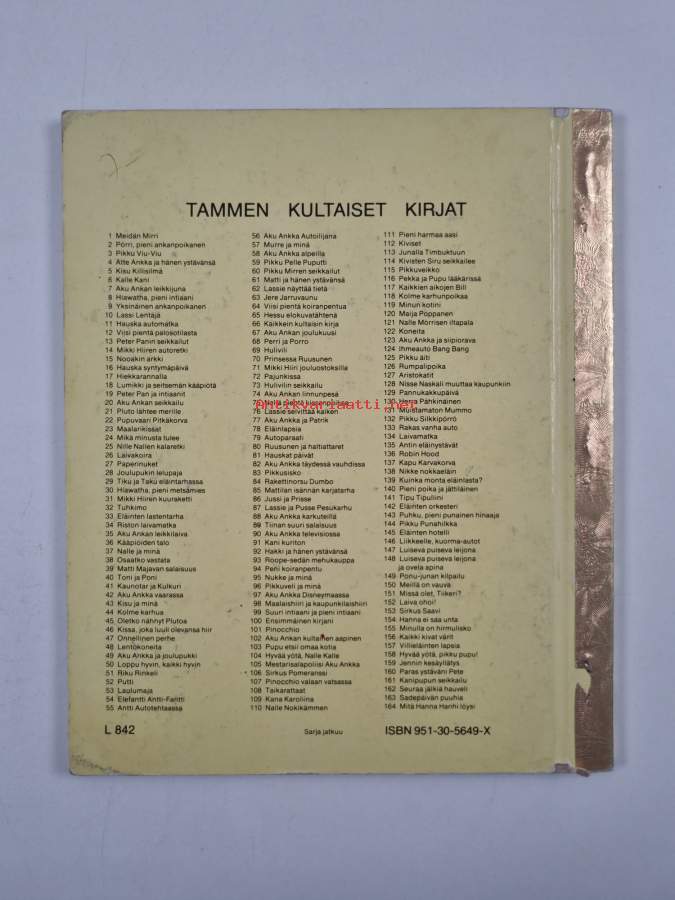 TAMMEN KULTAISET KIRJAT
1 Meidän Mirri
2 Pörri, pieni ankanpoikanen
3 Pikku Viu-Viu
4 Atte Ankka ja hänen ystävänsä
5 Kisu Killisilmä
6 Kalle Kani
7 Aku Ankan leikkijuna
8 Hiawatha, pieni intiaani
9 Yksinäinen ankanpoikanen
10 Lassi Lentäjä
11 Hauska automatka
12 Viisi pientä palosotilasta
13 Peter Panin seikkailut
14 Mikki Hiiren autoretki
15 Nooakin arkki
16 Hauska syntymäpäivä
17 Hiekkarannalla
18 Lumikki ja seitsemän kääpiötä
19 Peter Pan ja intiaanit
20 Aku Ankan seikkailu
21 Pluto lähtee merille
22 Pupuvaari Pitkäkorva
23 Maalarikissat
24 Mikä minusta tulee
25 Nille Nallen kalaretki
26 Laivakoira
27 Paperinuket
28 Joulupukin lelupaja
29 Tiku ja Taku eläintarhassa
30 Hiawatha, pieni metsämies
31 Mikki Hiiren kuuraketti
32 Tuhkimo
33 Eläinten lastentarha
34 Riston laivamatka
35 Aku Ankan leikkilaiva
36 Kääpiöiden talo
37 Nalle ja minä
38 Osaatko vastata
39 Matti Majavan salaisuus
40 Toni ja Poni
41 Kaunotar ja Kulkuri
42 Aku Ankka vaarassa
43 Kisu ja minä
44 Kolme karhua
45 Oletko nähnyt Plutoa
46 Kissa, joka luuli olevansa hiir
47 Onnellinen perhe
48 Lentokoneita
49 Aku Ankka ja joulupukki
50 Loppu hyvin, kaikki hyvin
51 Riku Rinkeli
52 Putti
53 Laulumaja
54 Elefantti Antti-Fantti
55 Antti Autotehtaassa
56 Aku Ankka Autoilijana
57 Murre ja minä
58 Aku Ankka alpeilla
59 Pikku Pelle Puputti
60 Pikku Mirren seikkailut
61 Matti ja hänen ystävänsä
62 Lassie näyttää tietä
63 Jere Jarruvaunu
64 Viisi pientä koiranpentua
65 Hessu elokuvatähtenä
66 Kaikkein kultaisin kirja
67 Aku Ankan joulukuusi
68 Perri ja Porro
69 Hulivili
70 Prinsessa Ruusunen
71 Mikki Hiiri jouluostoksilla
72 Pajunkissa
73 Hulivilin seikkailu
74 Aku Ankan linnunpesä
76 Lassie selvittää kaiken
77 Aku Ankka ja Patrik
78 Eläinlapsia
79 Autoparaati
80 Ruusunen ja haltiattaret
81 Hauskat päivät
82 Aku Ankka täydessä vauhdissa
83 Pikkusisko
84 Rakettinorsu Dumbo
85 Mattilan isännän karjatarha
86 Jussi ja Prisse
87 Lassie ja Pusse Pesukarhu
88 Aku Ankka karkuteillä
89 Tiinan suuri salaisuus
90 Aku Ankka televisiossa
91 Kani kuriton
92 Hakki ja hänen ystävänsä
93 Roope-sedän mehukauppa
94 Peni koiranpentu
95 Nukke ja minä
96 Pikkuveli ja minä
97 Aku Ankka Disneymaassa
98 Maalaishiiri ja kaupunkilaishiiri
99 Suuri intiaani ja pieni intiaani
100 Ensimmäinen kirjani
101 Pinocchio
102 Aku Ankan kultainen aapinen
103 Pupu etsii omaa kotia
104 Hyvää yötä, Nalle Kalle
105 Mestarisalapoliisi Aku Ankka
106 Sirkus Pomeranssi
107 Pinocchio valaan vatsassa
108 Taikarattaat
109 Kana Karoliina
110 Nalle Nokikämmen
111 Pieni harmaa aasi
112 Kiviset
113 Junalla Timbuktuun
114 Kivisten Siru seikkailee
115 Pikkuveikko
116 Pekka ja Pupu lääkärissä
117 Kaikkien aikojen Bill
118 Kolme karhunpoikaa
119 Minun kotini
120 Maija Poppanen
121 Nalle Morrisen iltapala
122 Koneita
123 Aku Ankka ja siipiorava
124 Ihmeauto Bang Bang
125 Pikku äiti
126 Rumpalipoika
127 Aristokatit
128 Nisse Naskali muuttaa kaupunkiin
129 Pannukakkupäivä
130 Herra Pähkinäinen
131 Muistamaton Mummo
132 Pikku Silkkipörrö
133 Rakas vanha auto
134 Laivamatka
135 Antin eläinystävät
136 Robin Hood
137 Kapu Karvakorva
138 Nikke nokkaeläin
139 Kuinka monta eläinlasta?
140 Pieni poika ja jättiläinen
141 Tipu Tipuliini
142 Eläinten orkesteri
143 Puhku, pieni punainen hinaaja
144 Pikku Punahilkka
145 Eläinten hotelli
146 Liikkeelle, kuorma-autot
147 Luiseva puiseva leijona
148 Luiseva puiseva leijona
ja ovela apina
149 Ponu-junan kilpailu
150 Meillä on vauva
151 Missä olet, Tiikeri?
152 Laiva ohoi!
153 Sirkus Saavi
154 Hanna ei saa unta
155 Minulla on hirmulisko
156 Kaikki kivat värit
157 Villieläinten lapsia
158 Hyvää yötä, pikku pupu!
159 Jennin kesäyllätys
160 Paras ystäväni Pete
161 Kanipupun seikkailu
162 Seuraa jälkiä hauveli
163 Sadepäivän puuhia
164 Mitä Hanna Hanhi löysi
Antikvariaatti.net
L 842
Sarja jatkuu
ISBN 951-30-5649-X